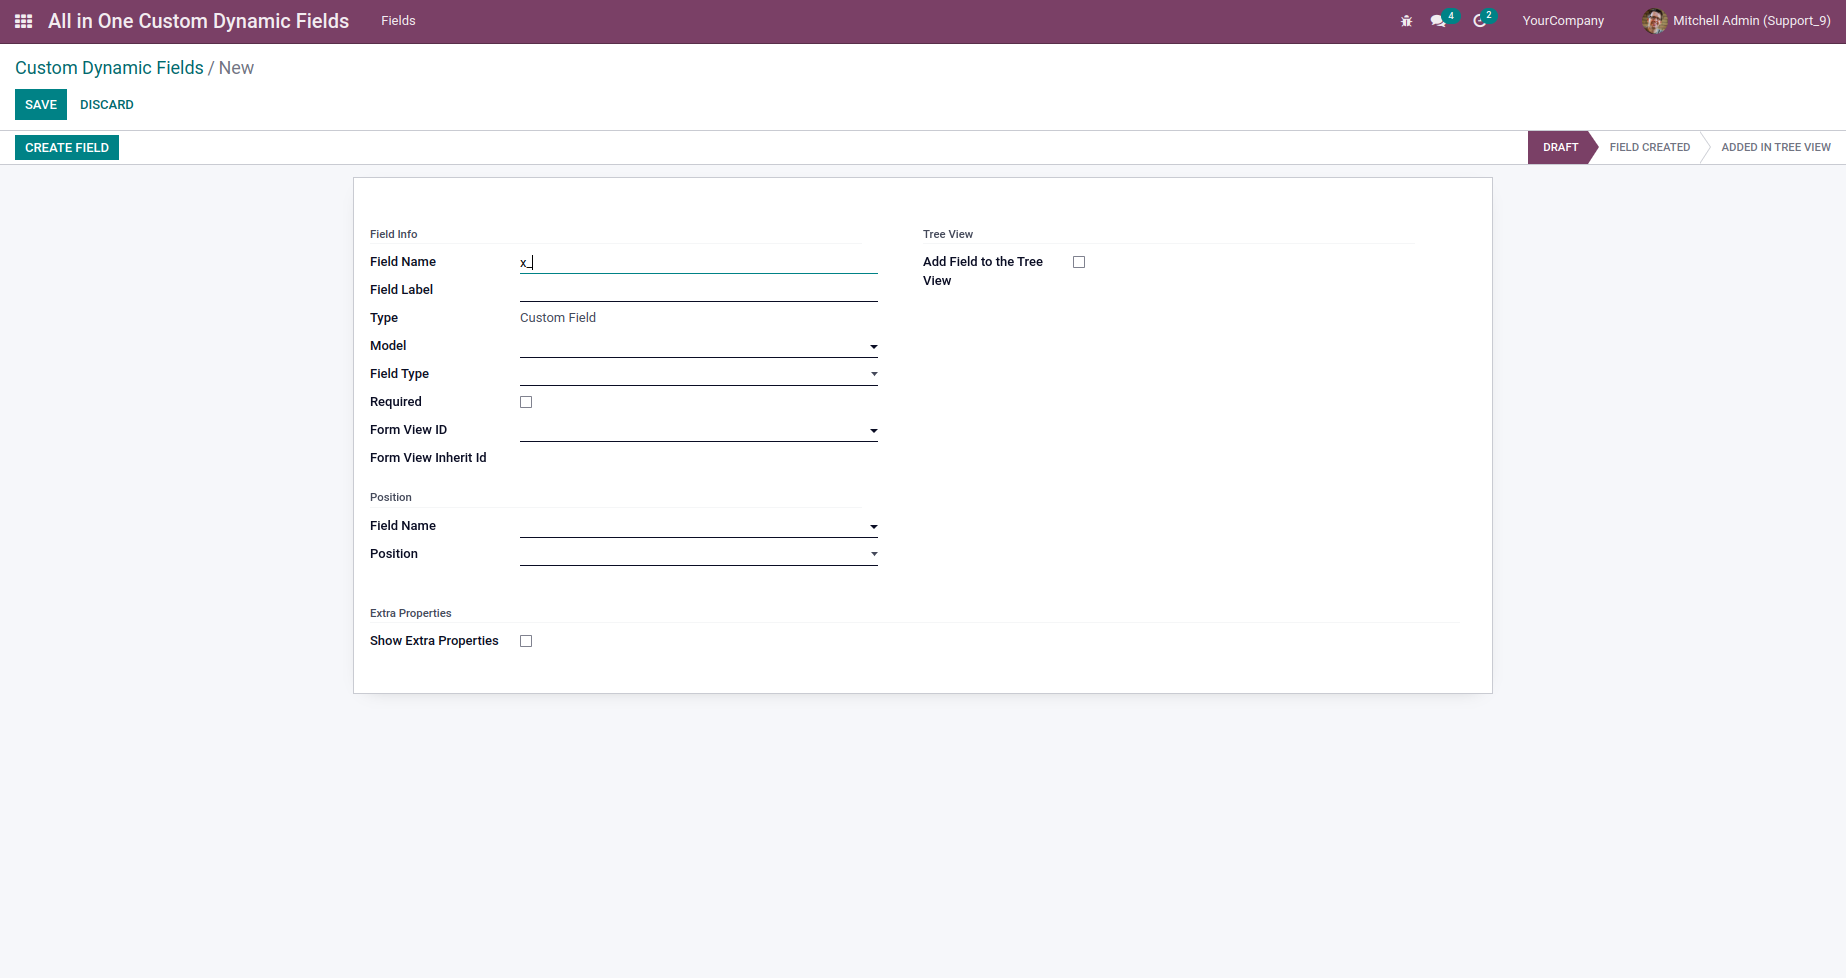 All in One Custom Dynamic Fields
Fields
4
2
YourCompany
Mitchell Admin (Support_9)
Custom Dynamic Fields / New
SAVE
DISCARD
CREATE FIELD
DRAFT
FIELD CREATED
ADDED IN TREE VIEW
Field Info
Field Name
x_
Field Label
Type
Custom Field
Model
Field Type
Required
Form View ID
Form View Inherit Id
Tree View
Add Field to the Tree
View
Position
Field Name
Position
Extra Properties
Show Extra Properties